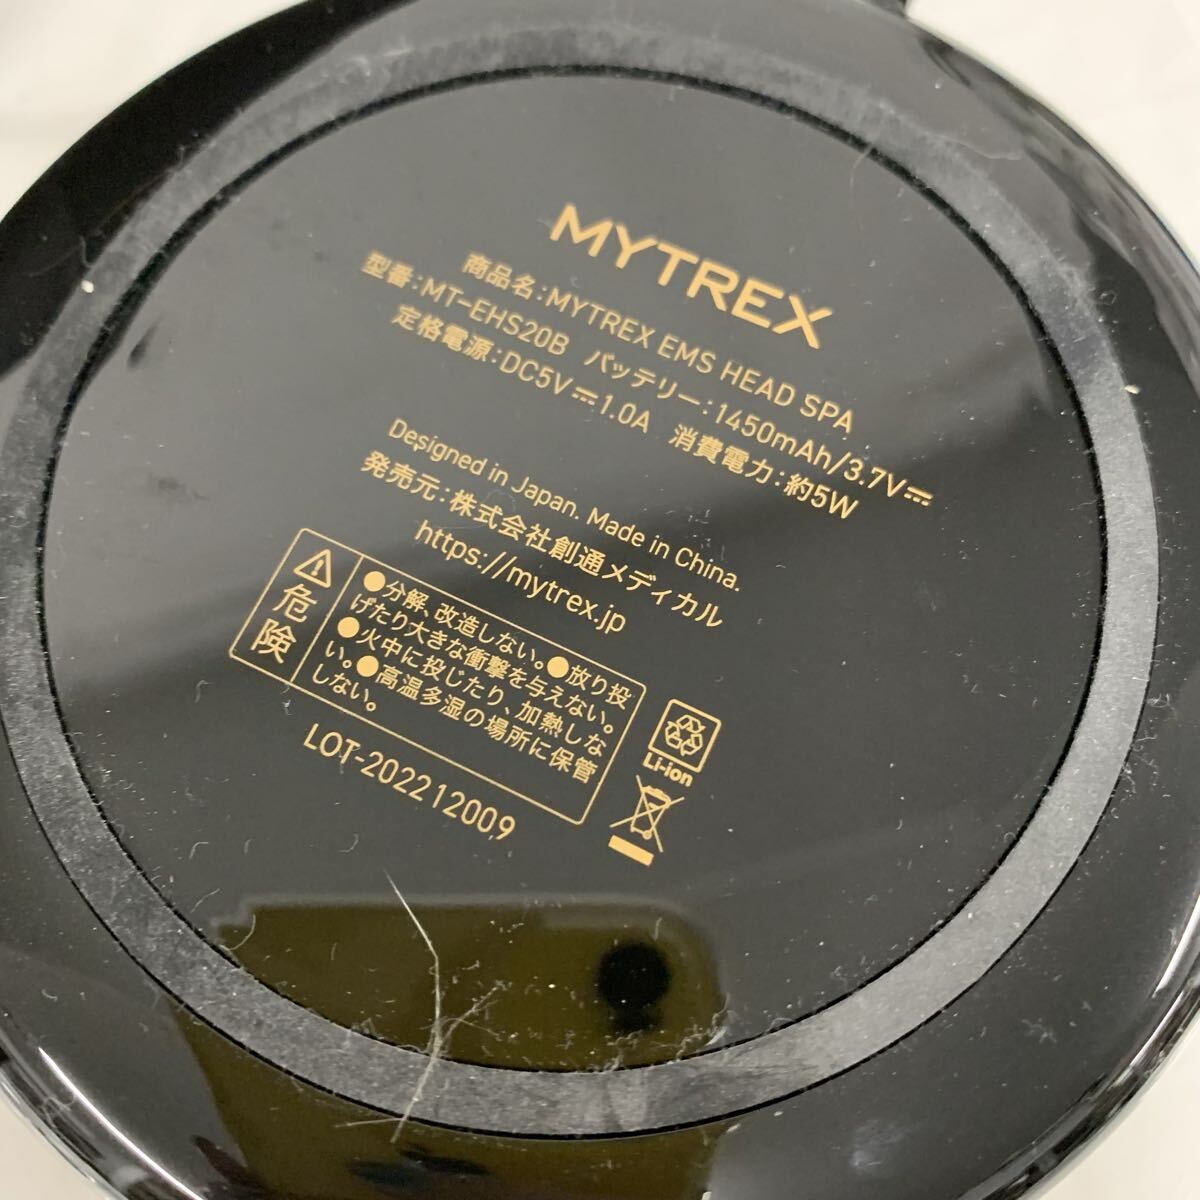 MYTREX
商品名：MYTREX EMS HEAD SPA
型番：MT-EHS20B バッテリー：1450mAh/3.7V⎓
定格電源：DC5V⎓1.0A 消費電力：約5W
Designed in Japan. Made in China.
発売元：株式会社創通メディカル
https://mytrex.jp
危険
●分解、改造しない。●放り投
げたり大きな衝撃を与えない。
●火中に投じたり、加熱しな
い。●高温多湿の場所に保管
しない。
Li-ion
LOT-202212009